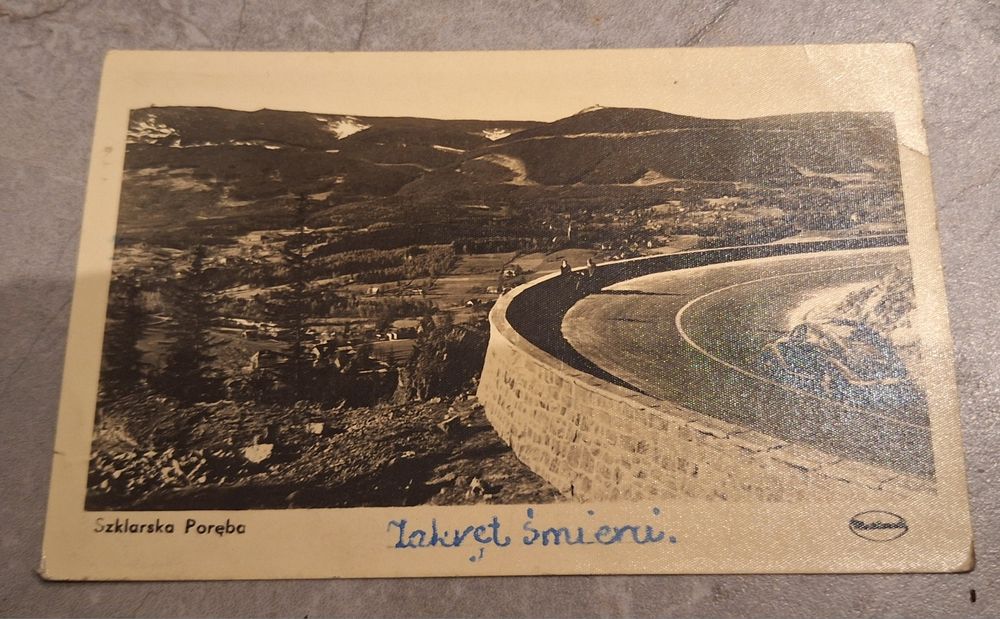 Szklarska Poręba
Zakręt Śmierci.